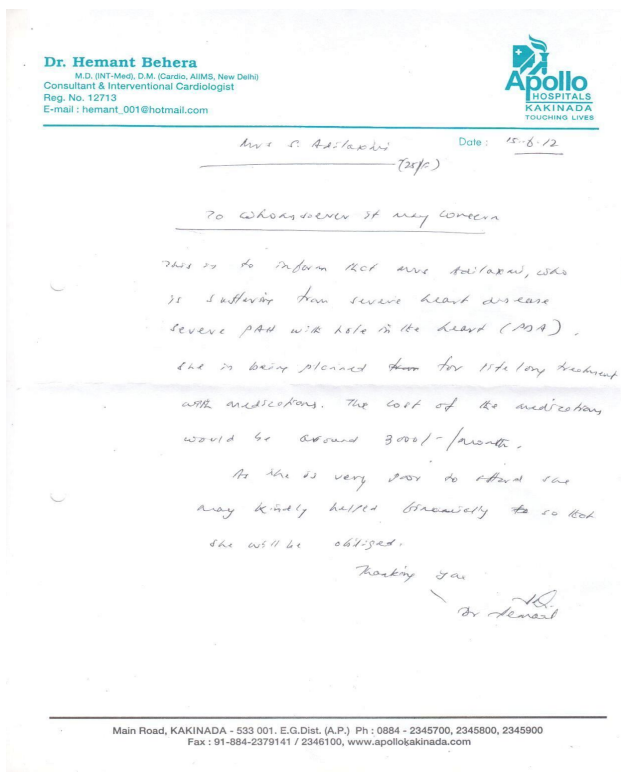 Dr. Hemant Behera
M.D. (INT-Med), D.M. (Cardio, AIIMS, New Delhi)
Consultant & Interventional Cardiologist
Reg. No. 12713
E-mail : hemant_001@hotmail.com
Apollo
HOSPITALS
KAKINADA
TOUCHING LIVES
Mrs S. Adilaxmi
Date : 15-6-12
(25/F)
To whomsoever it may concern
This is to inform that Mrs Adilaxmi, who
is suffering from severe heart disease
severe PAH with hole in the heart
She is being planned for life long treatment
with medications. The cost of the medications
would be around 3000/-/month.
As she is very poor to afford she
may kindly helped financially so that
she will be obliged.
Thanking you
Dr Hemant
Main Road, KAKINADA - 533 001. E.G.Dist. (A.P.) Ph : 0884 - 2345700, 2345800, 2345900
Fax : 91-884-2379141 / 2346100, www.apollokakinada.com